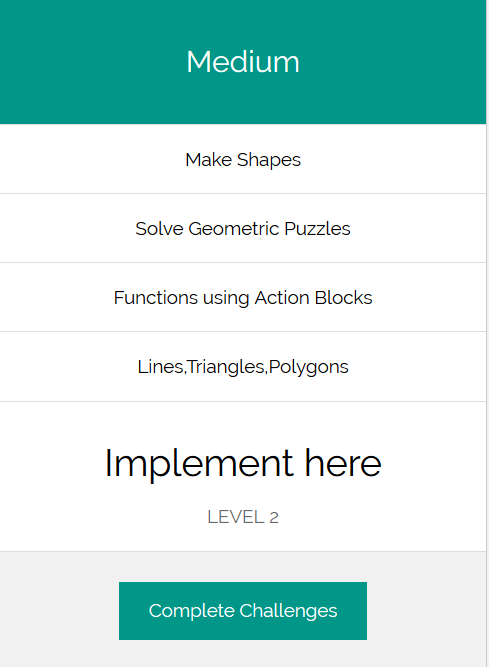 Medium
Make Shapes
Solve Geometric Puzzles
Functions using Action Blocks
Lines,Triangles,Polygons
Implement here
LEVEL 2
Complete Challenges